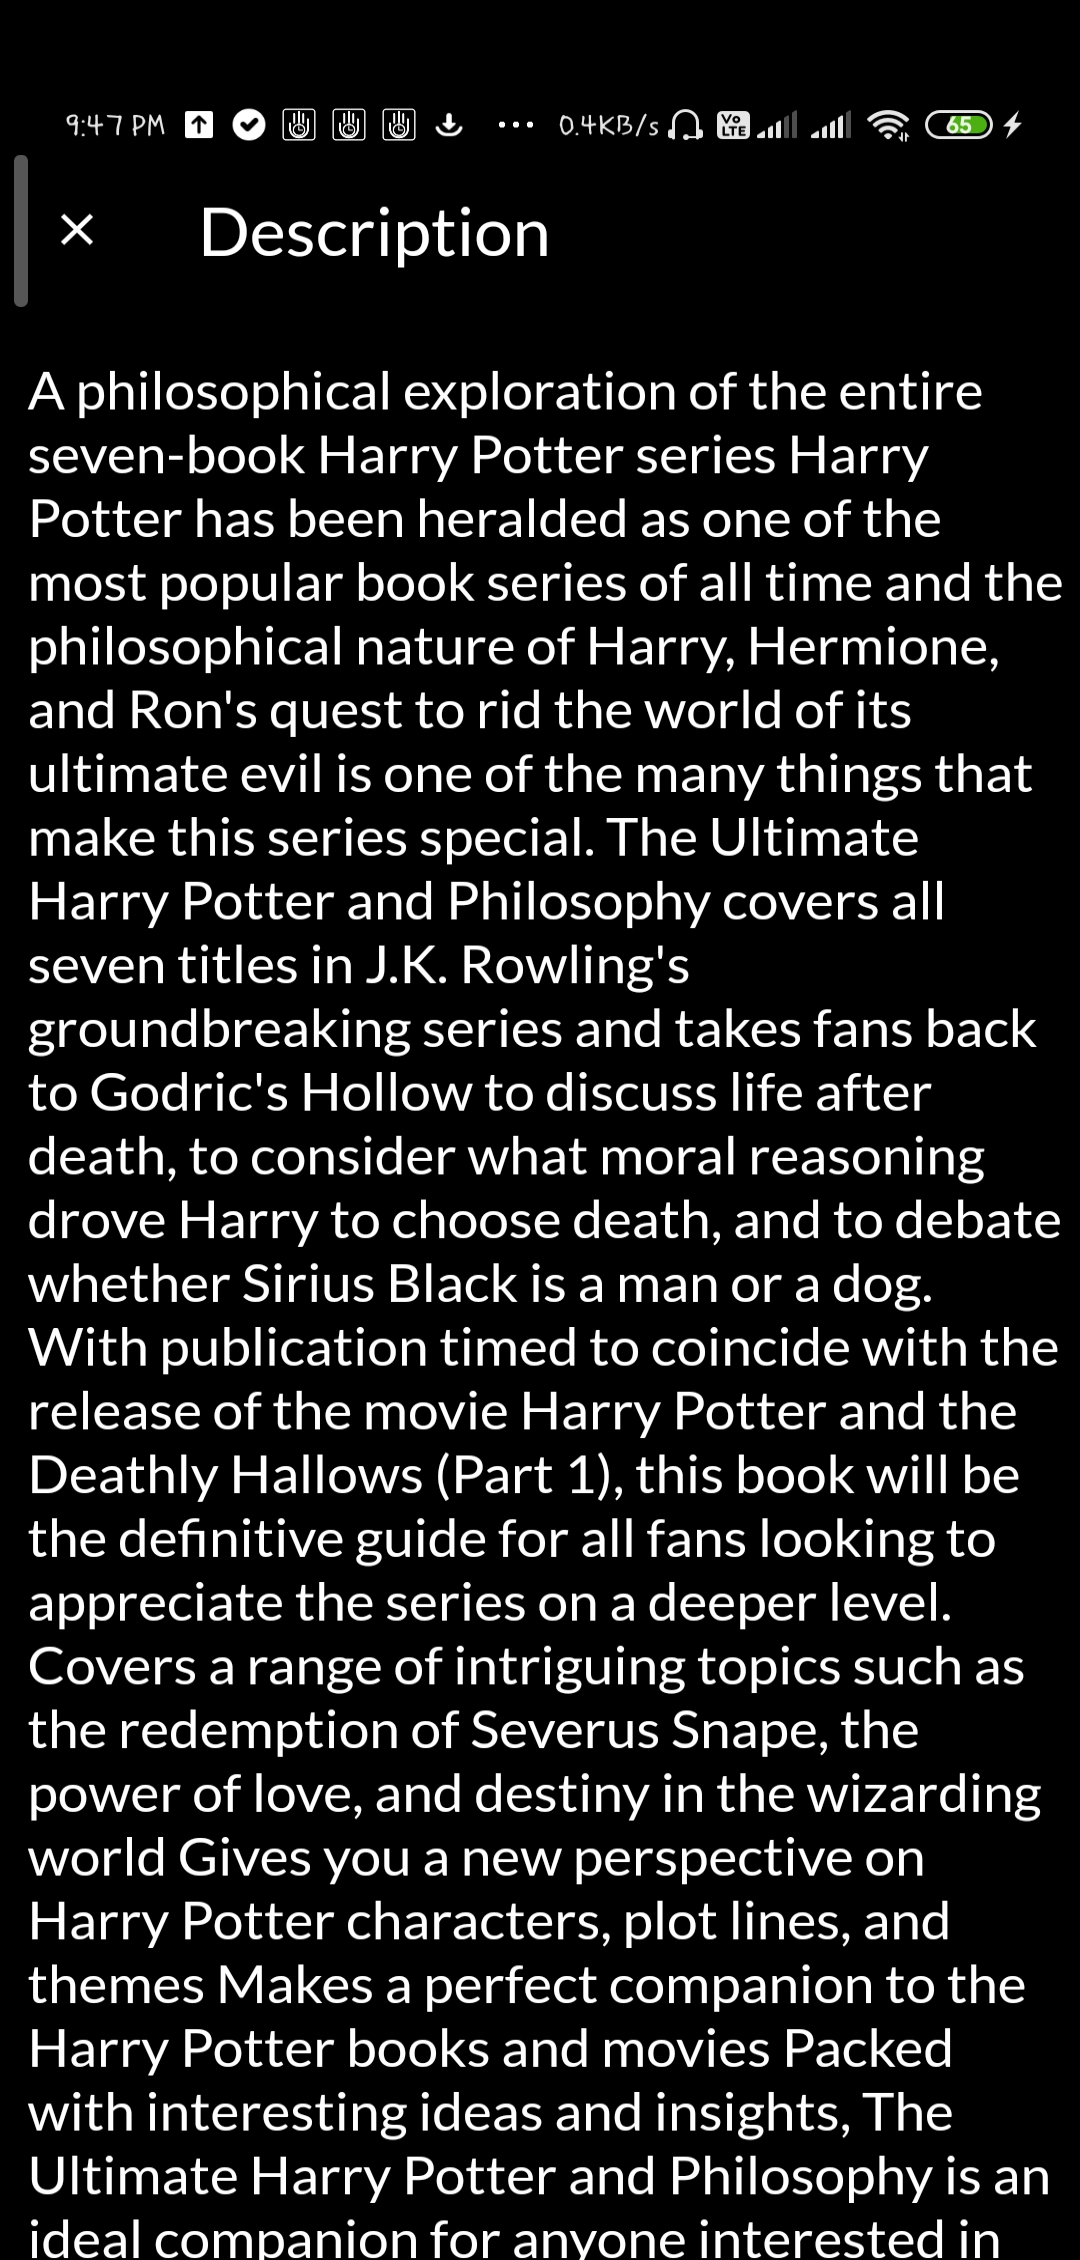 9:47 PM ... 0.4KB/s Vo LTE 65
Description
A philosophical exploration of the entire
seven-book Harry Potter series Harry
Potter has been heralded as one of the
most popular book series of all time and the
philosophical nature of Harry, Hermione,
and Ron's quest to rid the world of its
ultimate evil is one of the many things that
make this series special. The Ultimate
Harry Potter and Philosophy covers all
seven titles in J.K. Rowling's
groundbreaking series and takes fans back
to Godric's Hollow to discuss life after
death, to consider what moral reasoning
drove Harry to choose death, and to debate
whether Sirius Black is a man or a dog.
With publication timed to coincide with the
release of the movie Harry Potter and the
Deathly Hallows (Part 1), this book will be
the definitive guide for all fans looking to
appreciate the series on a deeper level.
Covers a range of intriguing topics such as
the redemption of Severus Snape, the
power of love, and destiny in the wizarding
world Gives you a new perspective on
Harry Potter characters, plot lines, and
themes Makes a perfect companion to the
Harry Potter books and movies Packed
with interesting ideas and insights, The
Ultimate Harry Potter and Philosophy is an
ideal companion for anyone interested in